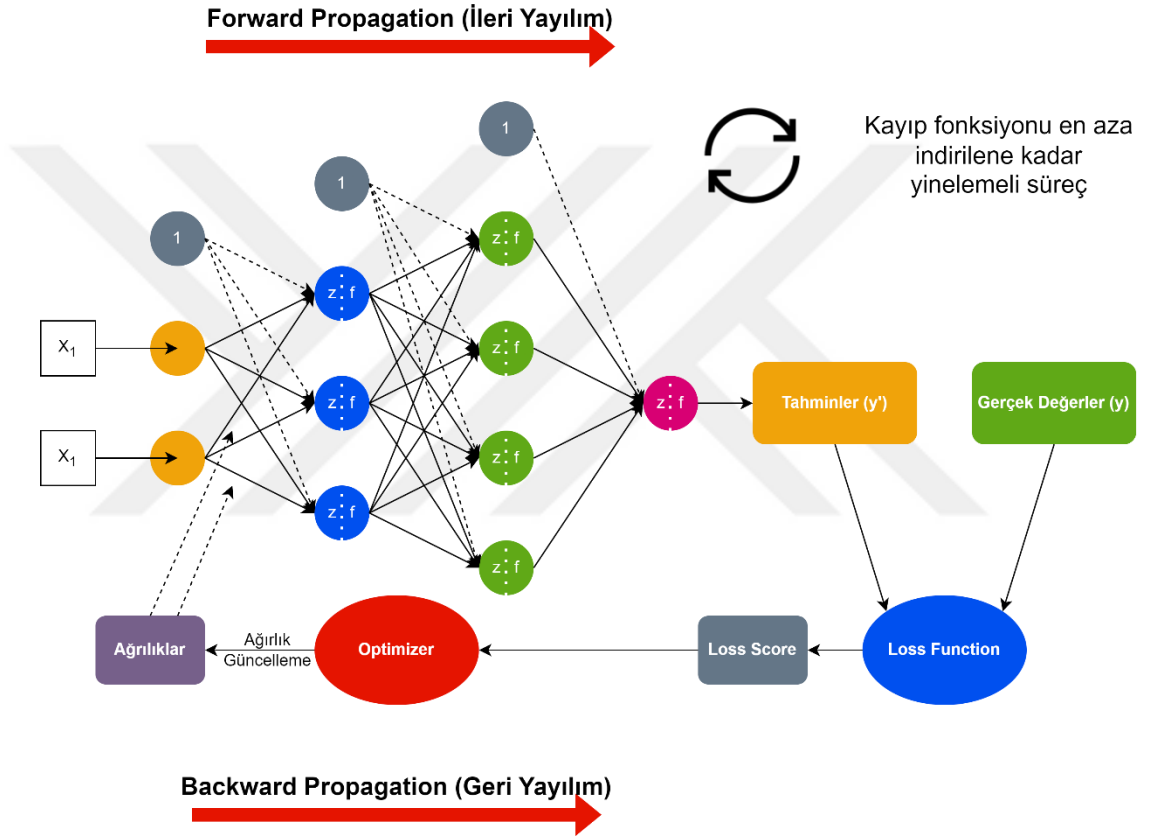 Forward Propagation (İleri Yayılım)
Kayıp fonksiyonu en aza
indirilene kadar
yinelemeli süreç
1
1
1
z f
z f
z f
z f
X1
X1
z f
z f
z f
z f
Tahminler (y')
Gerçek Değerler (y)
Ağrılıklar
Ağırlık
Güncelleme
Optimizer
Loss Score
Loss Function
Backward Propagation (Geri Yayılım)